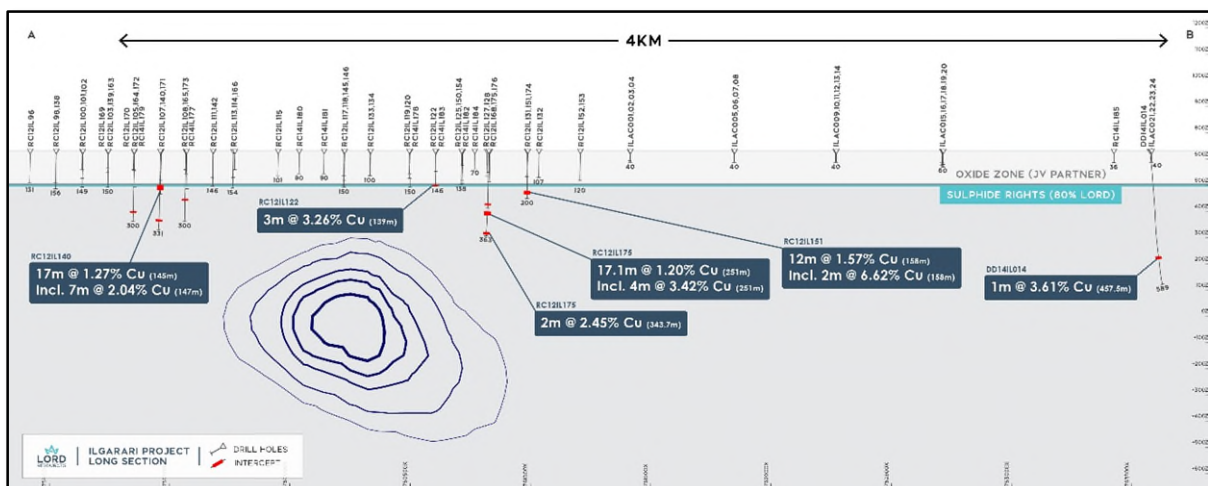 A
4KM
B
RC12IL96
RC12IL98,138
RC12IL100,101,102
RC12IL169
RC12IL103,139,163
RC12IL170
RC12IL105,164,172
RC14IL179
RC12IL107,140,171
RC12IL108,165,173
RC14IL177
RC12IL111,142
RC12IL113,114,166
RC12IL115
RC14IL180
RC14IL181
RC12IL117,118,145,146
RC12IL133,134
RC12IL119,120
RC14IL178
RC12IL122
RC14IL183
RC12IL125,150,154
RC14IL182
RC14IL184
RC12IL127,128
RC12IL168,175,176
RC12IL131,151,174
RC12IL132
RC12IL152,153
ILAC001,02,03,04
ILAC005,06,07,08
ILAC009,10,11,12,13,14
ILAC015,16,17,18,19,20
RC14IL185
DD14IL014
ILAC021,22,23,24
131
156
149
150
300
331
300
146
154
101
80
80
150
100
150
146
138
70
363
200
107
120
40
40
40
60
36
40
589
OXIDE ZONE (JV PARTNER)
SULPHIDE RIGHTS (80% LORD)
RC12IL122
3m @ 3.26% Cu (139m)
RC12IL140
17m @ 1.27% Cu (145m)
Incl. 7m @ 2.04% Cu (147m)
RC12IL175
17.1m @ 1.20% Cu (251m)
Incl. 4m @ 3.42% Cu (251m)
RC12IL151
12m @ 1.57% Cu (158m)
Incl. 2m @ 6.62% Cu (158m)
DD14IL014
1m @ 3.61% Cu (457.5m)
RC12IL175
2m @ 2.45% Cu (343.7m)
LORD
ILGARARI PROJECT
LONG SECTION
DRILL HOLES
INTERCEPT